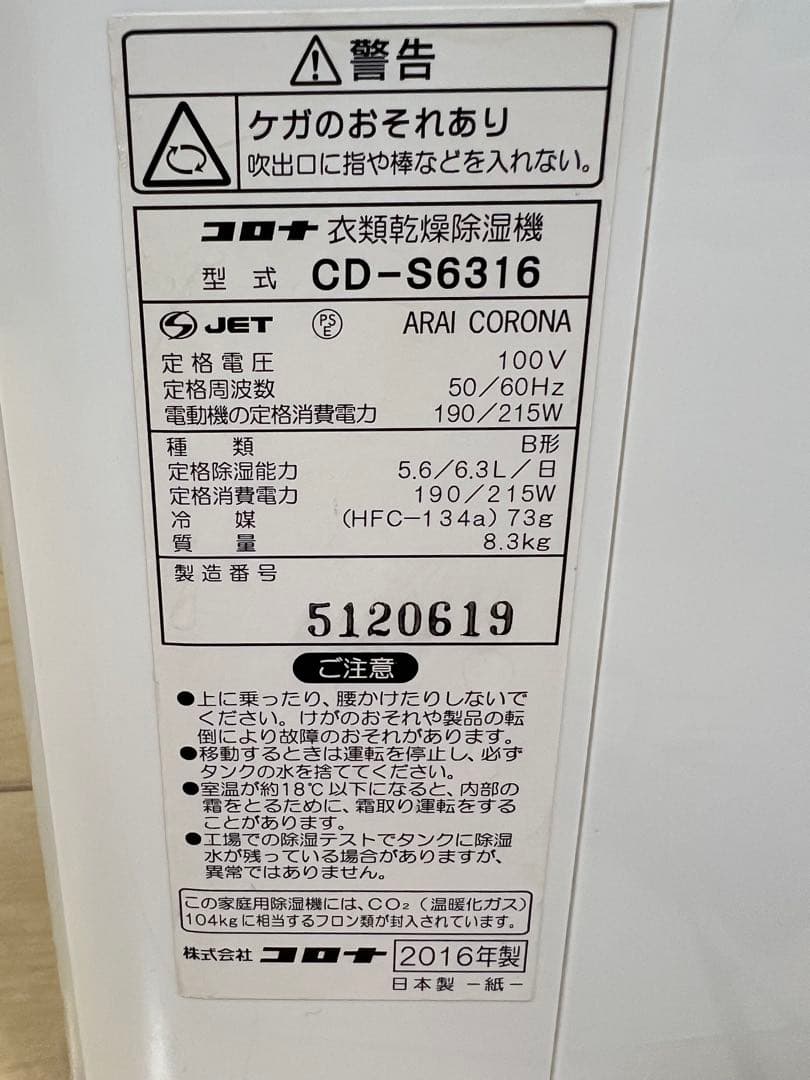 警告
ケガのおそれあり
吹出口に指や棒などを入れない。
コロナ 衣類乾燥除湿機
型式 CD-S6316
JET PSE ARAI CORONA
定格電圧 100V
定格周波数 50/60Hz
電動機の定格消費電力 190/215W
種類 B形
定格除湿能力 5.6/6.3L/日
定格消費電力 190/215W
冷媒 (HFC-134a) 73g
質量 8.3kg
製造番号
5120619
ご注意
●上に乗ったり、腰かけたりしないで
ください。けがのおそれや製品の転
倒により故障のおそれがあります。
●移動するときは運転を停止し、必ず
タンクの水を捨ててください。
●室温が約18℃以下になると、内部の
霜をとるために、霜取り運転をする
ことがあります。
●工場での除湿テストでタンクに除湿
水が残っている場合がありますが、
異常ではありません。
この家庭用除湿機には、CO₂(温暖化ガス)
104kgに相当するフロン類が封入されています。
株式会社 コロナ 2016年製
日本製 -紙-